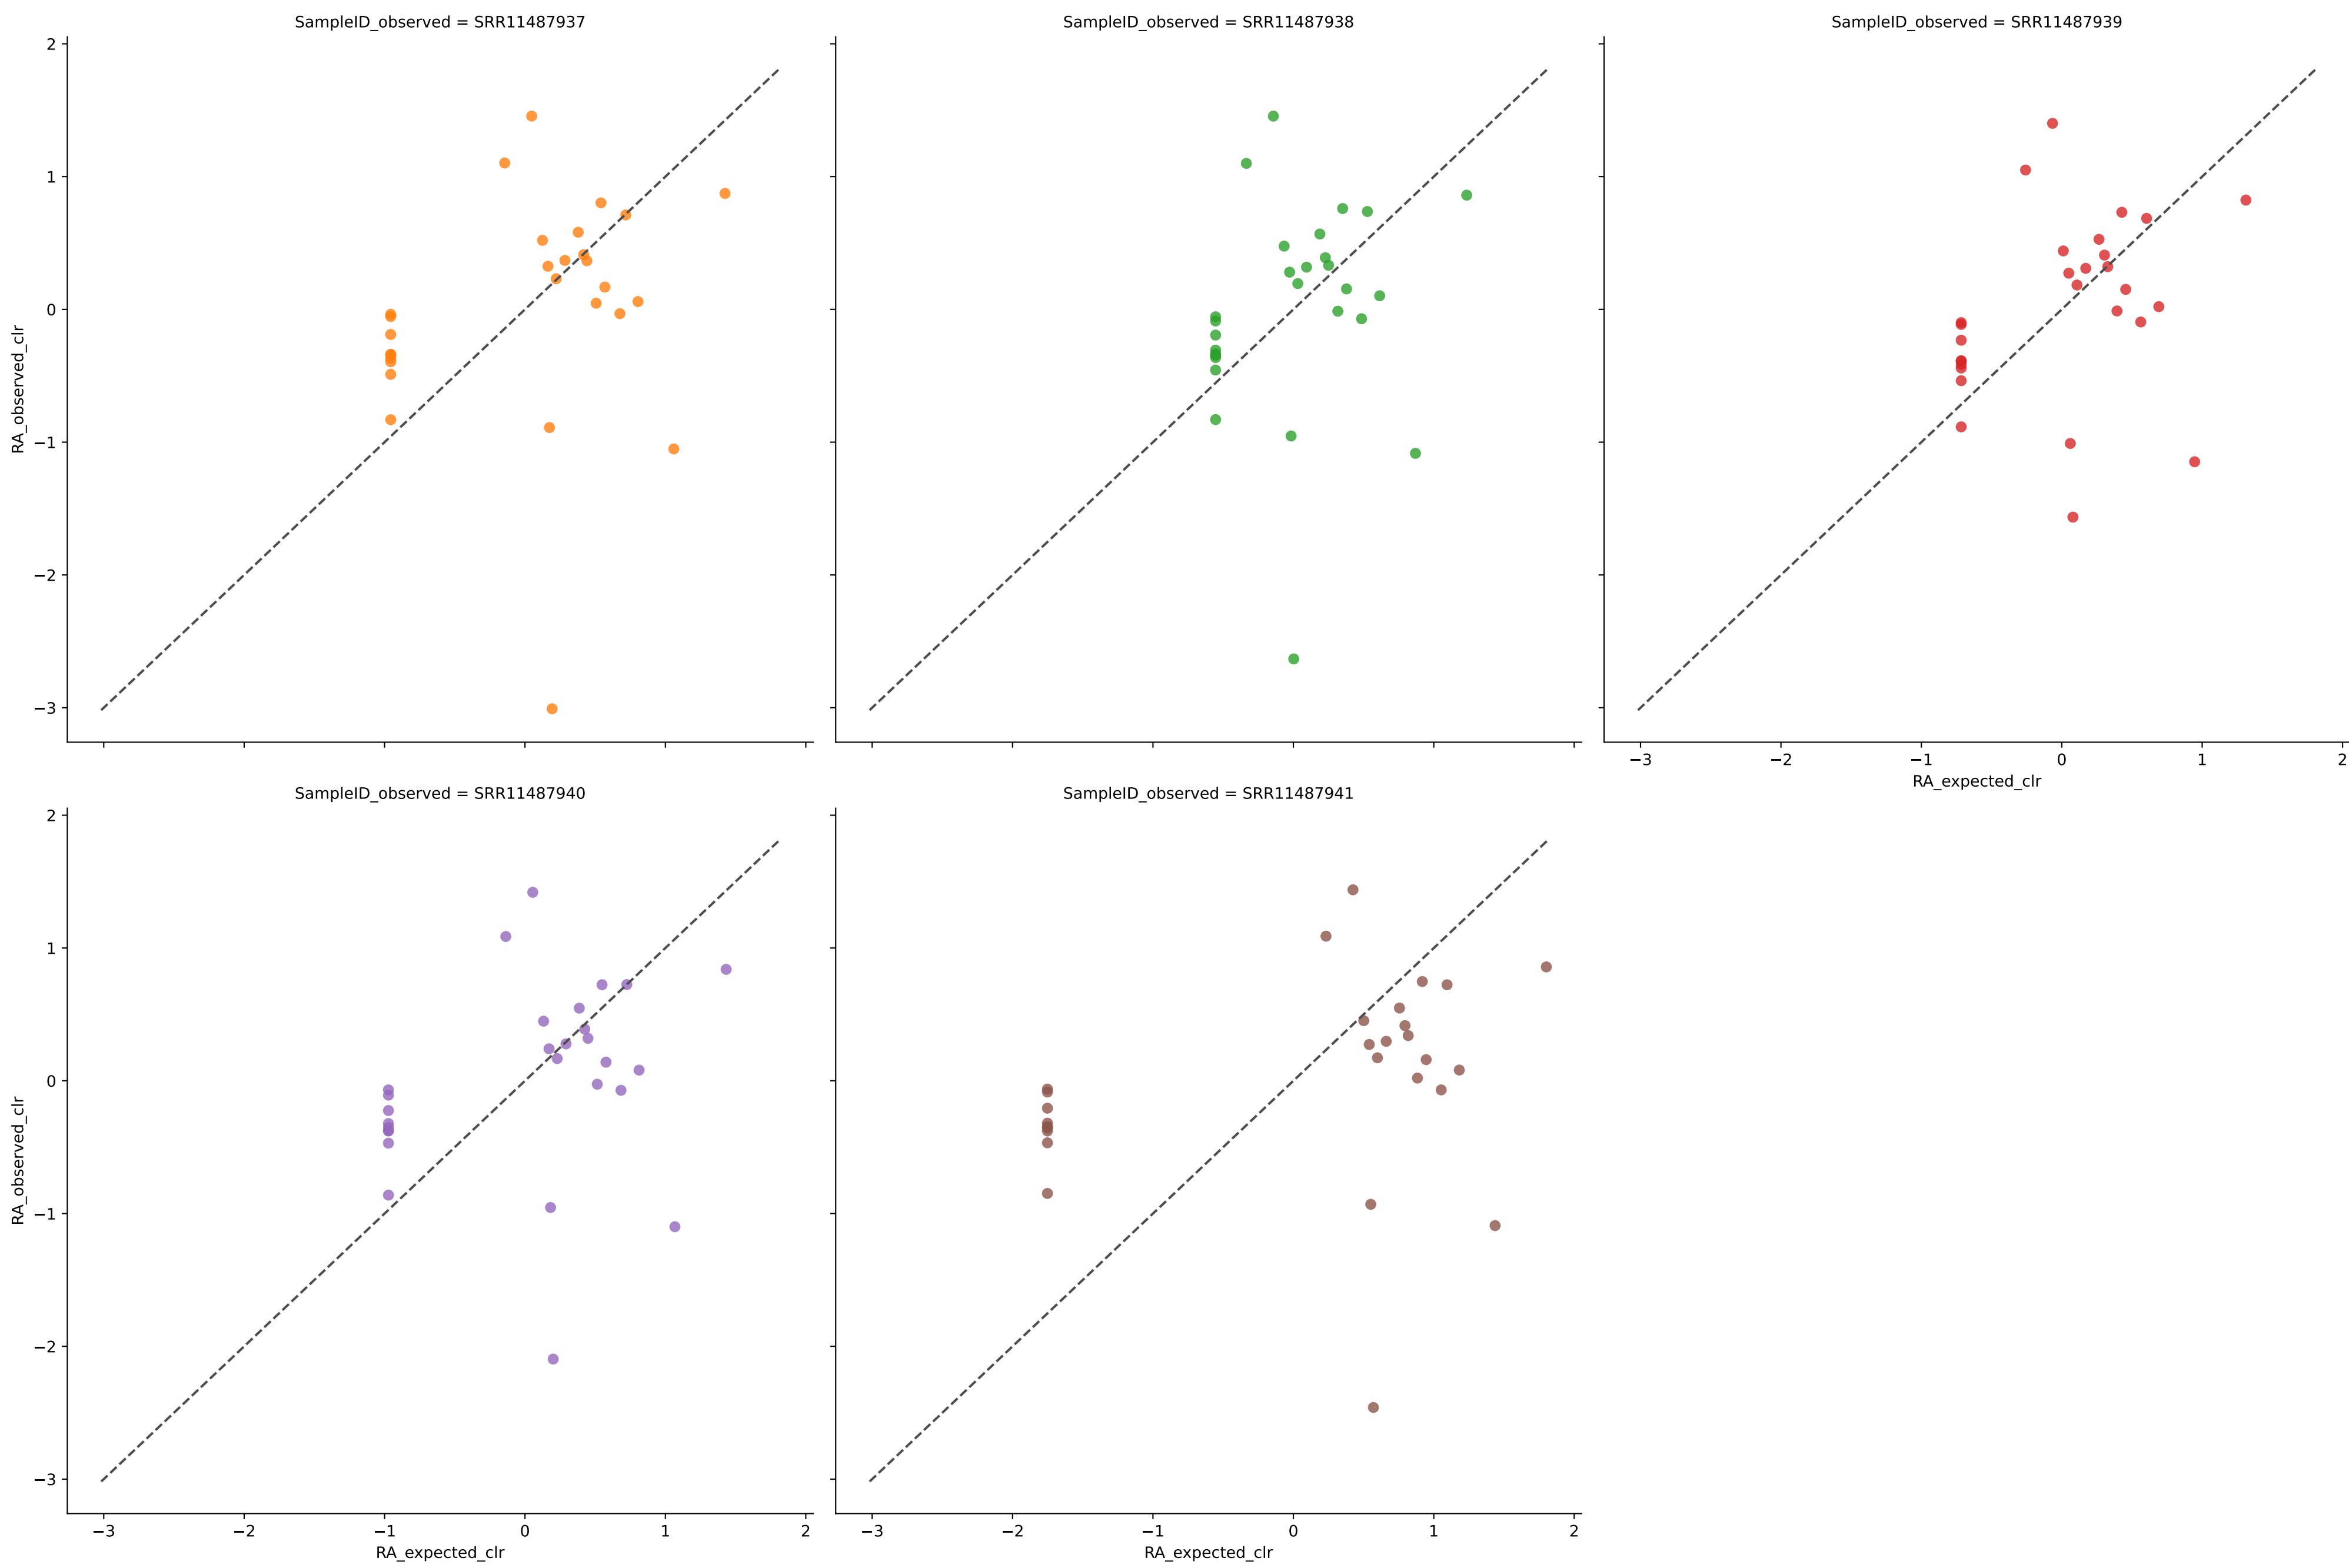 SampleID_observed = SRR11487937
2
1
0
−1
−2
−3
RA_observed_clr
SampleID_observed = SRR11487938
SampleID_observed = SRR11487939
−3 −2 −1 0 1 2
RA_expected_clr
SampleID_observed = SRR11487940
2
1
0
−1
−2
−3
RA_observed_clr
−3 −2 −1 0 1 2
RA_expected_clr
SampleID_observed = SRR11487941
−3 −2 −1 0 1 2
RA_expected_clr